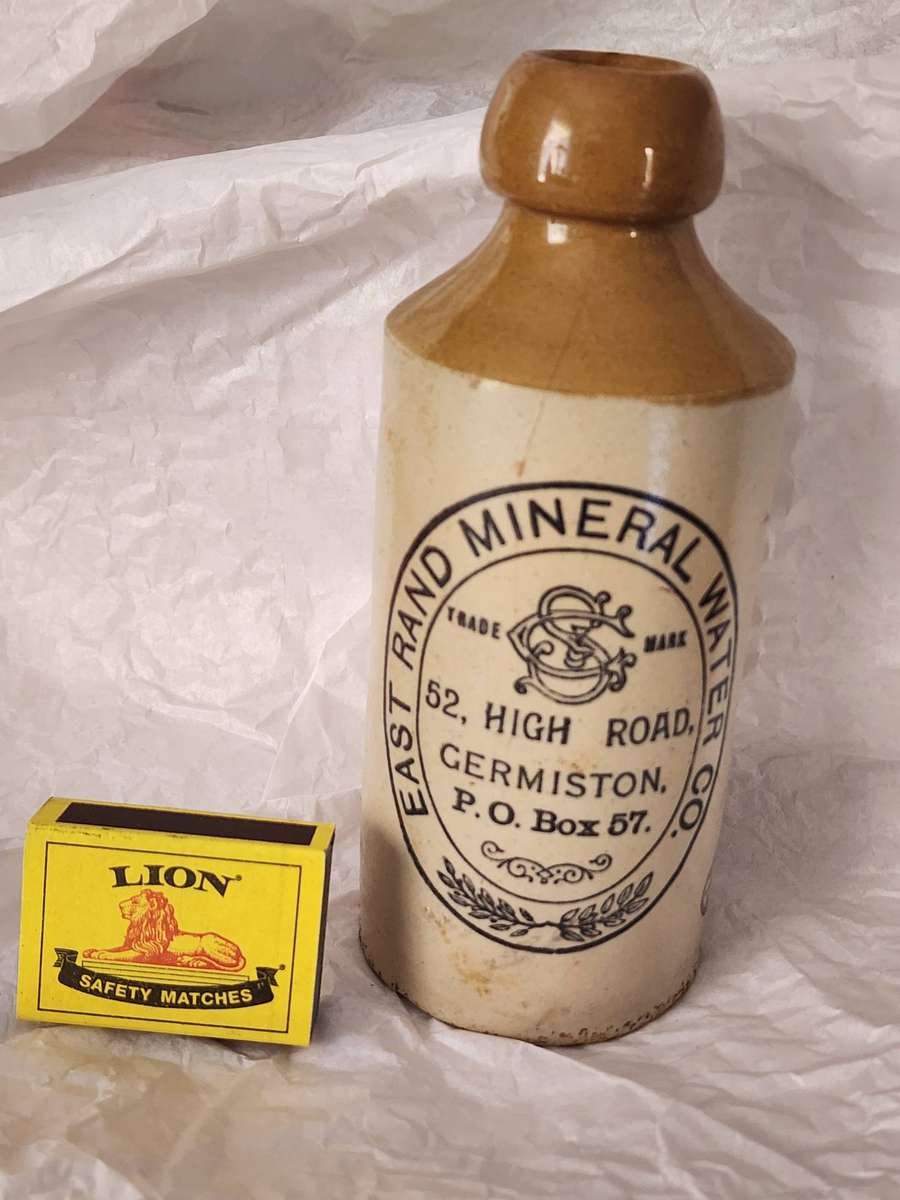 EAST RAND MINERAL WATER CO.
TRADE MARK
52, HIGH ROAD,
GERMISTON.
P.O. Box 57.
LION®
SAFETY MATCHES